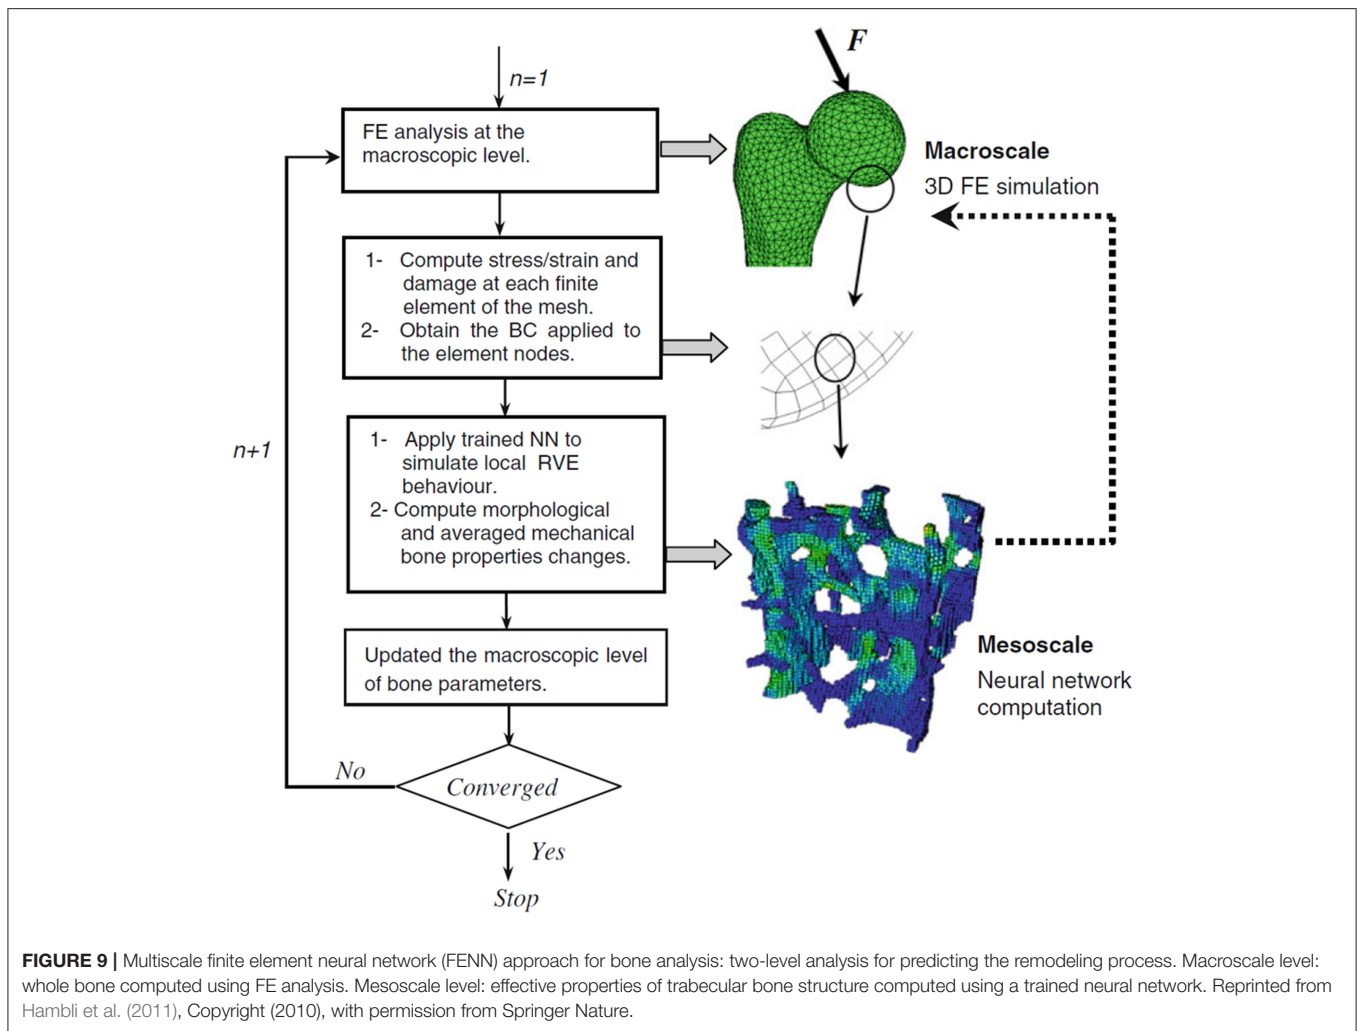 n=1
FE analysis at the
macroscopic level.
1- Compute stress/strain and
damage at each finite
element of the mesh.
2- Obtain the BC applied to
the element nodes.
1- Apply trained NN to
simulate local RVE
behaviour.
2- Compute morphological
and averaged mechanical
bone properties changes.
Updated the macroscopic level
of bone parameters.
Converged
No
n+1
Yes
Stop
F
Macroscale
3D FE simulation
Mesoscale
Neural network
computation
FIGURE 9 | Multiscale finite element neural network (FENN) approach for bone analysis: two-level analysis for predicting the remodeling process. Macroscale level:
whole bone computed using FE analysis. Mesoscale level: effective properties of trabecular bone structure computed using a trained neural network. Reprinted from
Hambli et al. (2011), Copyright (2010), with permission from Springer Nature.